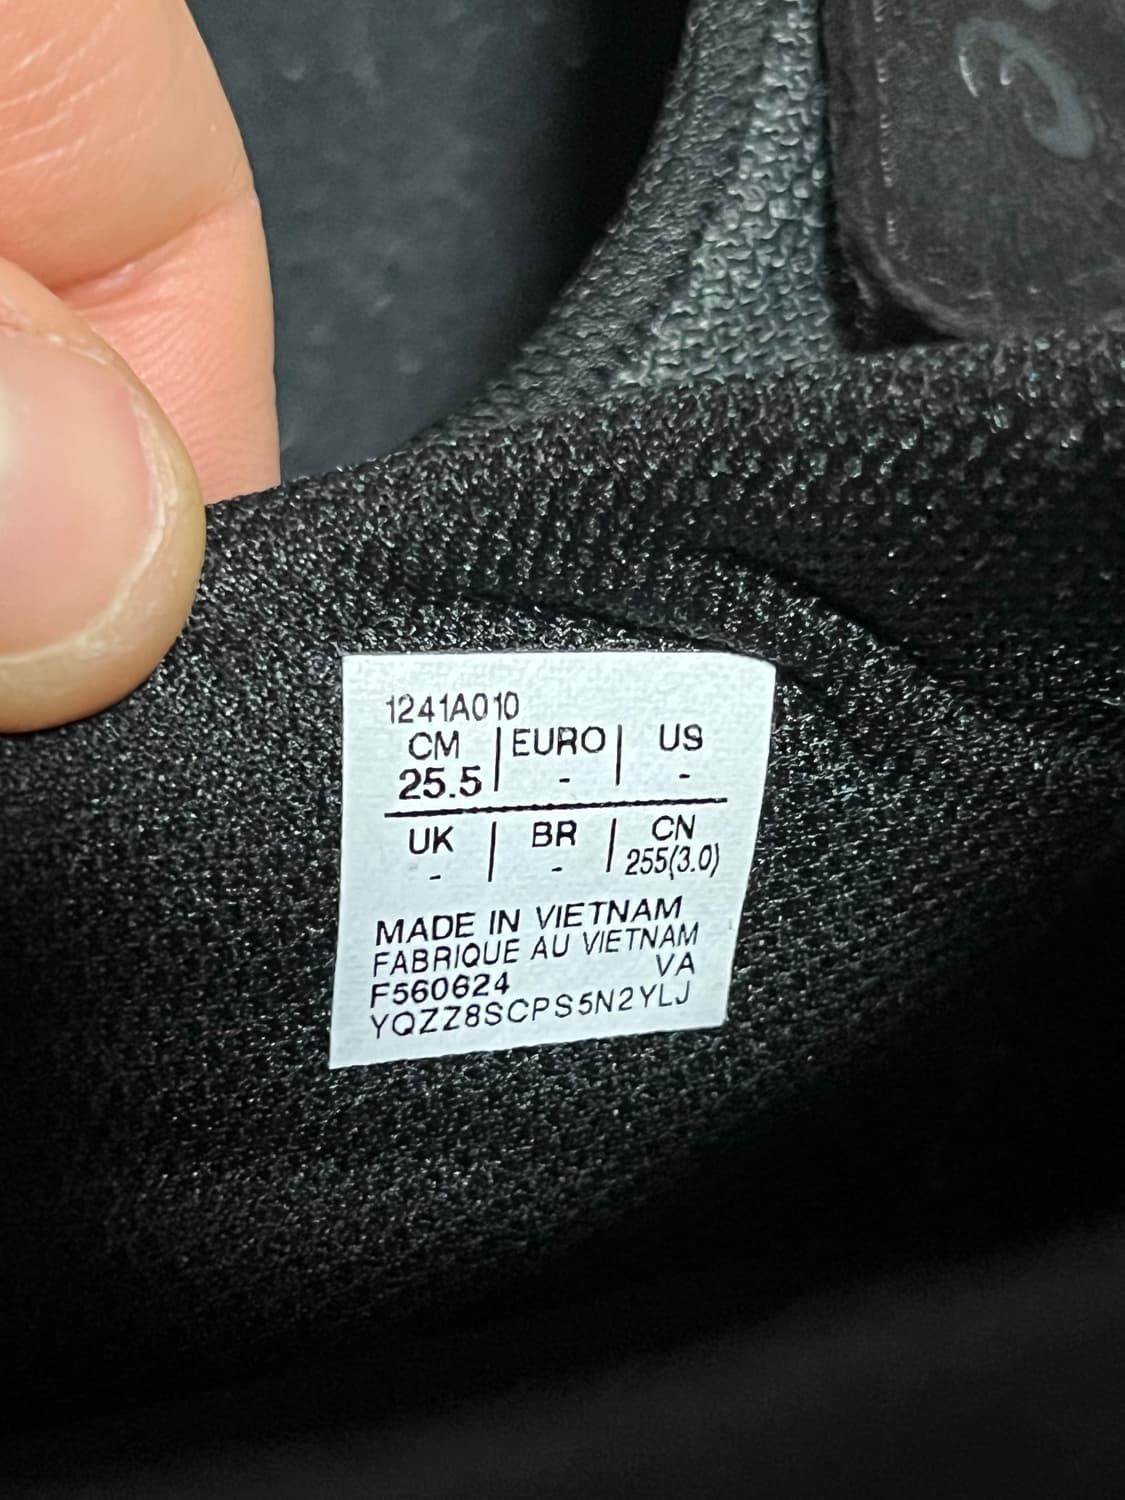 1241A010
CM | EURO | US
25.5 | - | -
UK | BR | CN
- | - | 255(3.0)
MADE IN VIETNAM
FABRIQUE AU VIETNAM
F560624 VA
YQZZ8SCPS5N2YLJ